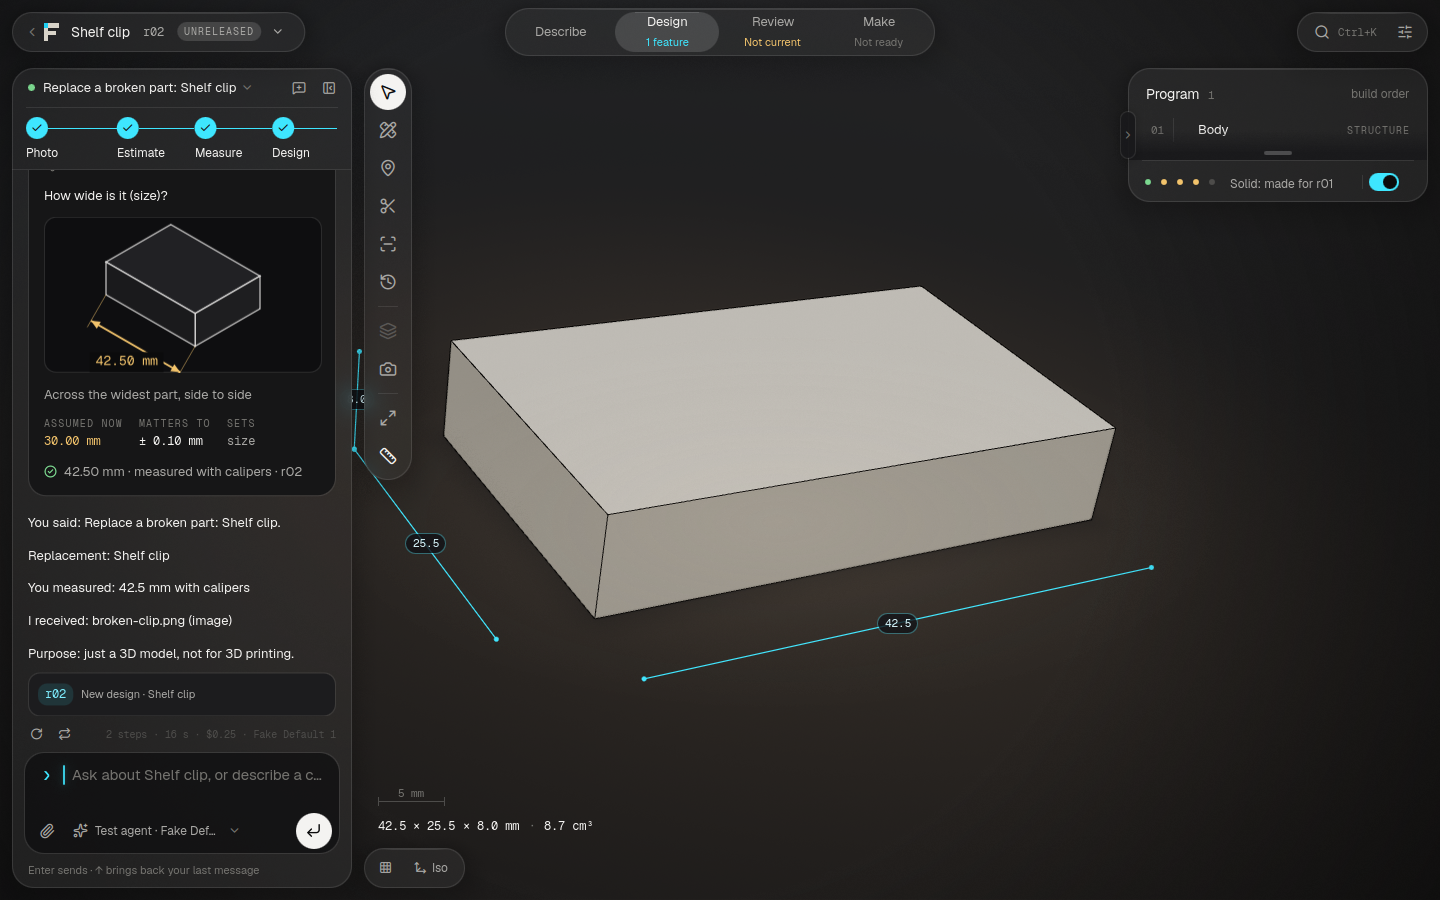 Shelf clip r02 UNRELEASED
Describe
Design
1 feature
Review
Not current
Make
Not ready
Ctrl+K
Replace a broken part: Shelf clip
Photo Estimate Measure Design
How wide is it (size)?
42.50 mm
Across the widest part, side to side
ASSUMED NOW MATTERS TO SETS
30.00 mm ± 0.10 mm size
42.50 mm · measured with calipers · r02
You said: Replace a broken part: Shelf clip.
Replacement: Shelf clip
You measured: 42.5 mm with calipers
I received: broken-clip.png (image)
Purpose: just a 3D model, not for 3D printing.
r02 New design · Shelf clip
2 steps · 16 s · $0.25 · Fake Default 1
Ask about Shelf clip, or describe a c...
Test agent · Fake Def...
Enter sends · ↑ brings back your last message
25.5
42.5
5 mm
42.5 × 25.5 × 8.0 mm · 8.7 cm³
Iso
Program 1 build order
01 Body STRUCTURE
Solid: made for r01